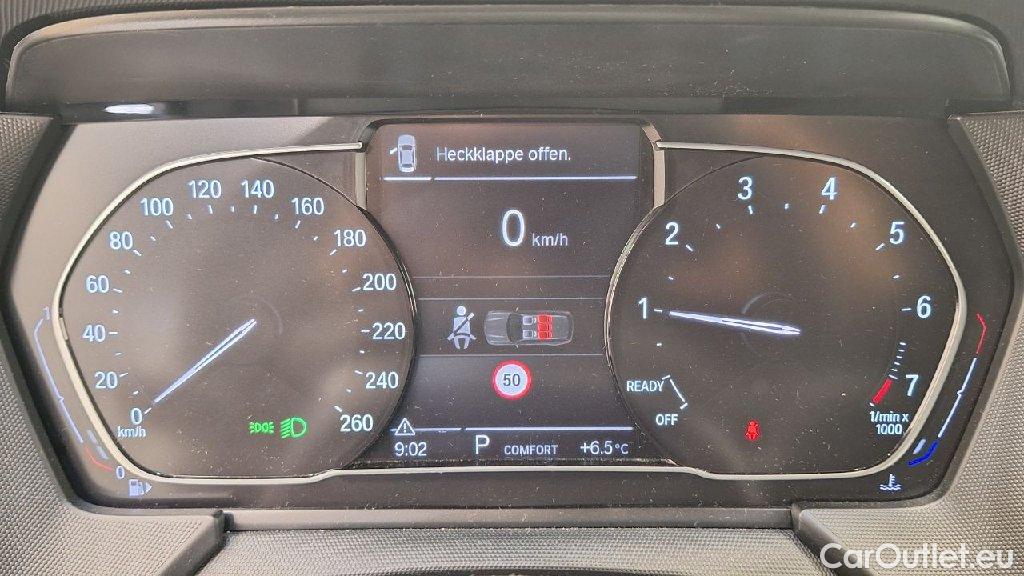 Heckklappe offen.
0 km/h
50
9:02 P COMFORT +6.5°C
0 20 40 60 80 100 120 140 160 180 200 220 240 260
km/h
1
0
1 2 3 4 5 6 7
READY
OFF
1/min x
1000
CarOutlet.eu